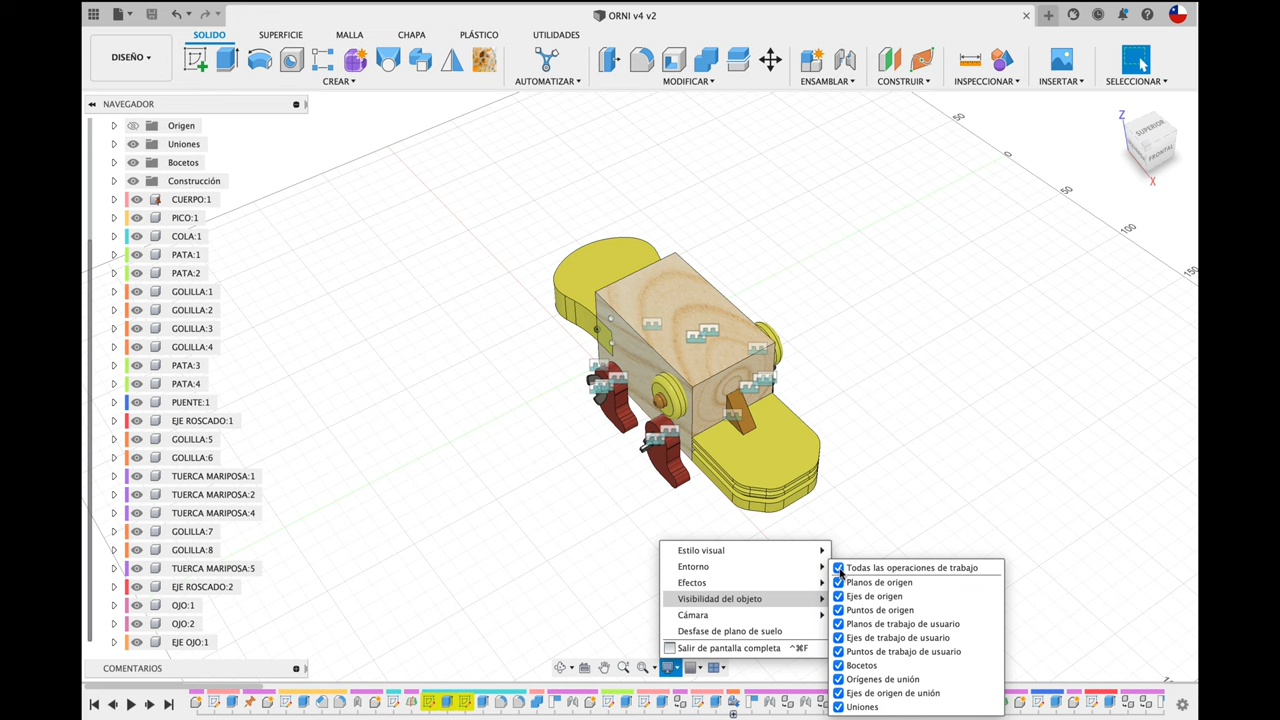 ORNI v4 v2
SOLIDO
SUPERFICIE
MALLA
CHAPA
PLÁSTICO
UTILIDADES
DISEÑO
CREAR
AUTOMATIZAR
MODIFICAR
ENSAMBLAR
CONSTRUIR
INSPECCIONAR
INSERTAR
SELECCIONAR
NAVEGADOR
Origen
Uniones
Bocetos
Construcción
CUERPO:1
PICO:1
COLA:1
PATA:1
PATA:2
GOLILLA:1
GOLILLA:2
GOLILLA:3
GOLILLA:4
PATA:3
PATA:4
PUENTE:1
EJE ROSCADO:1
GOLILLA:5
GOLILLA:6
TUERCA MARIPOSA:1
TUERCA MARIPOSA:2
TUERCA MARIPOSA:4
GOLILLA:7
GOLILLA:8
TUERCA MARIPOSA:5
EJE ROSCADO:2
OJO:1
OJO:2
EJE OJO:1
COMENTARIOS
50
0
50
100
150
Z
SUPERIOR
FRONTAL
X
Estilo visual
Entorno
Efectos
Visibilidad del objeto
Cámara
Desfase de plano de suelo
Salir de pantalla completa ^⌘F
Todas las operaciones de trabajo
Planos de origen
Ejes de origen
Puntos de origen
Planos de trabajo de usuario
Ejes de trabajo de usuario
Puntos de trabajo de usuario
Bocetos
Orígenes de unión
Ejes de origen de unión
Uniones